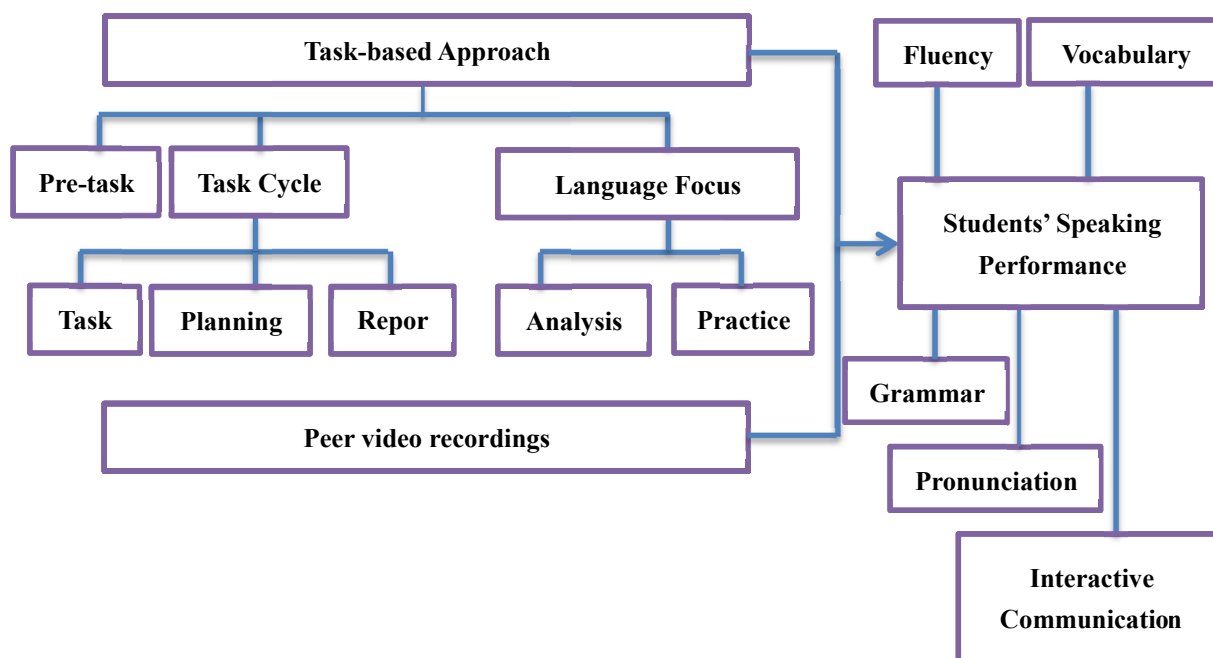 Task-based Approach
Fluency
Vocabulary
Pre-task
Task Cycle
Language Focus
Students’ Speaking
Performance
Task
Planning
Repor
Analysis
Practice
Grammar
Peer video recordings
Pronunciation
Interactive
Communication